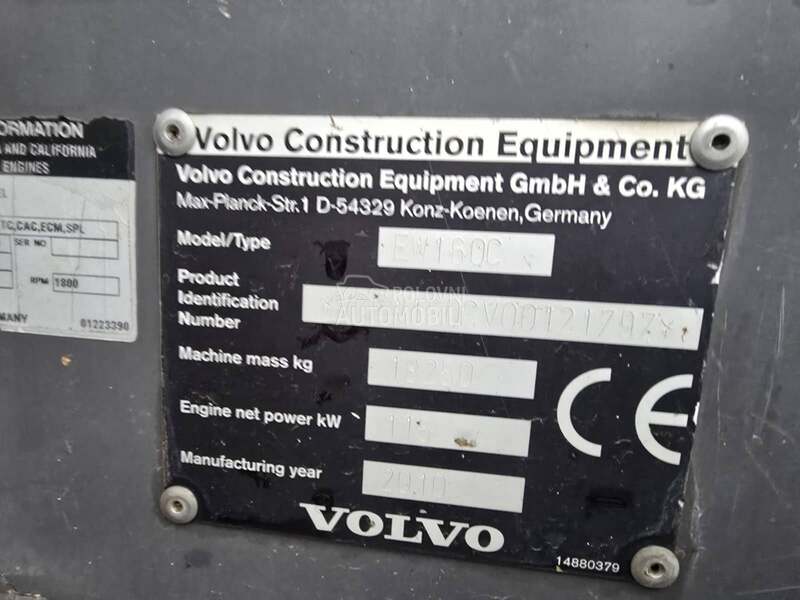 ORMATION
A AND CALIFORNIA
ENGINES
TC,CAC,ECM,SPL
SER NO
RPM 1800
MANY 01223390
Volvo Construction Equipment
Volvo Construction Equipment GmbH & Co. KG
Max-Planck-Str.1 D-54329 Konz-Koenen,Germany
Model/Type EW160C
Product
Identification
Number
POLOVNI
AUTOMOBILI
Machine mass kg
Engine net power kW
Manufacturing year 2010
CE
VOLVO
14880379